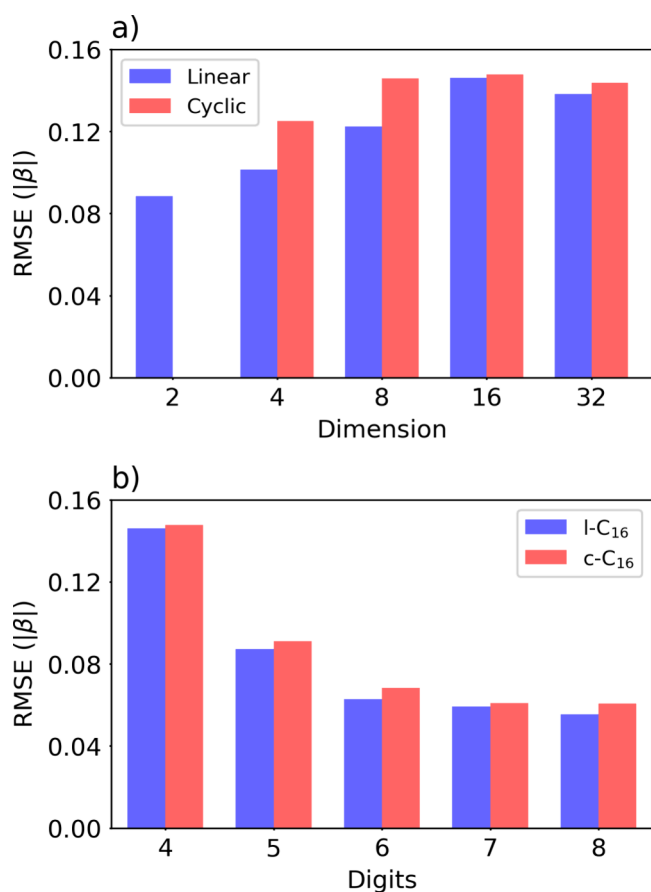 a)
0.16
0.12
0.08
0.04
0.00
RMSE (|β|)
Linear
Cyclic
2 4 8 16 32
Dimension
b)
0.16
0.12
0.08
0.04
0.00
RMSE (|β|)
l-C₁₆
c-C₁₆
4 5 6 7 8
Digits